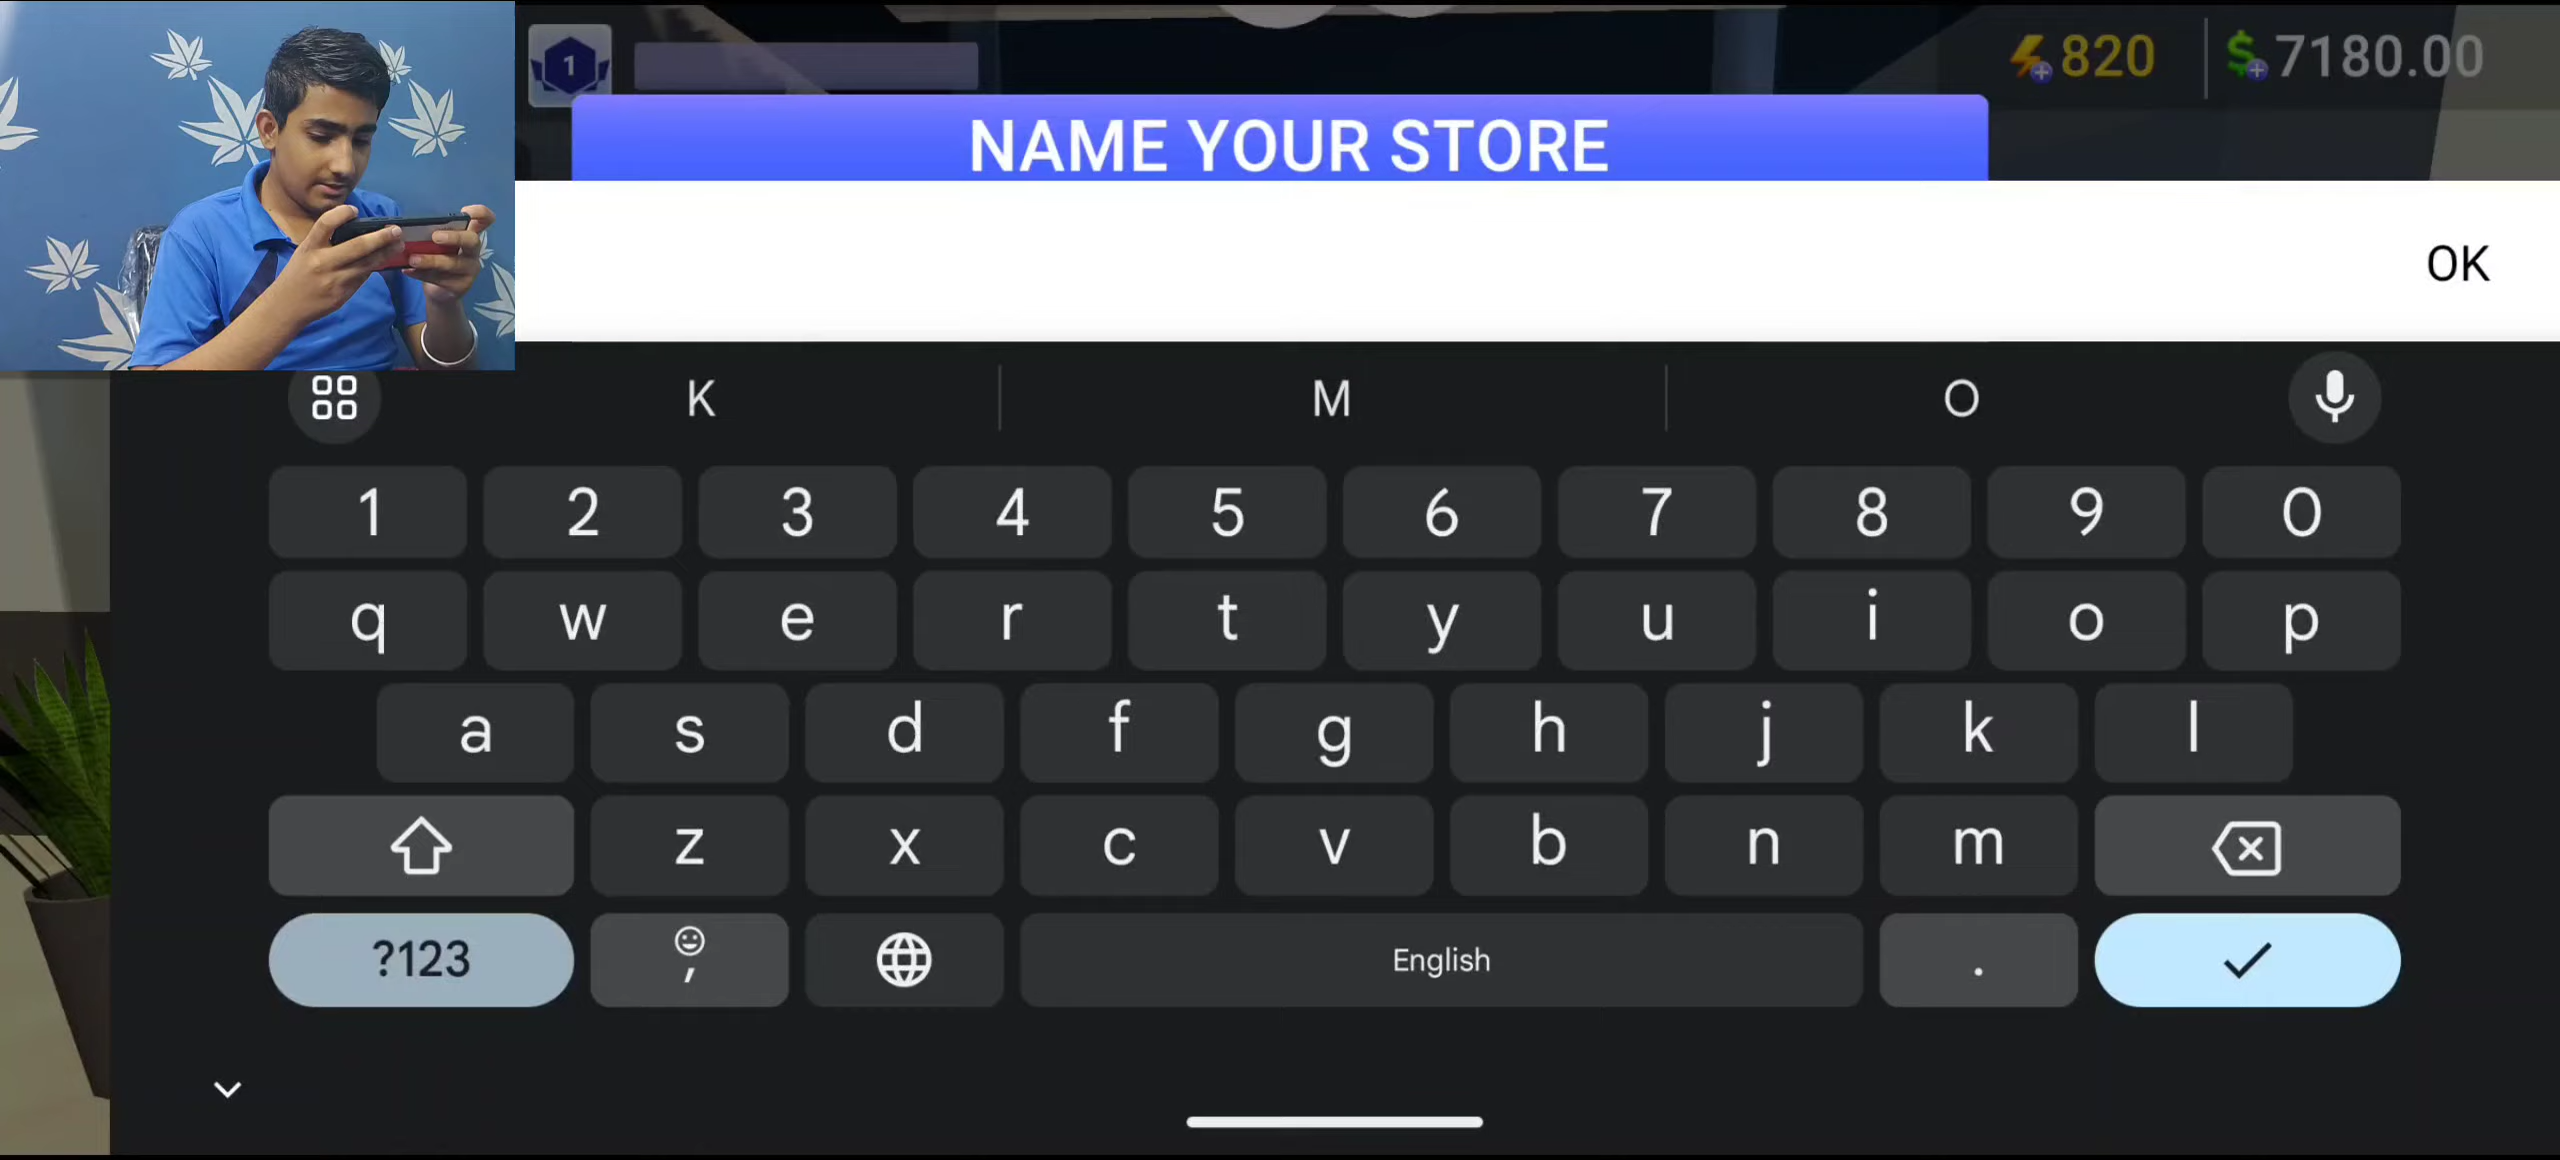 1
820
7180.00
NAME YOUR STORE
OK
K M O
1 2 3 4 5 6 7 8 9 0
q w e r t y u i o p
a s d f g h j k l
z x c v b n m
?123 , English .